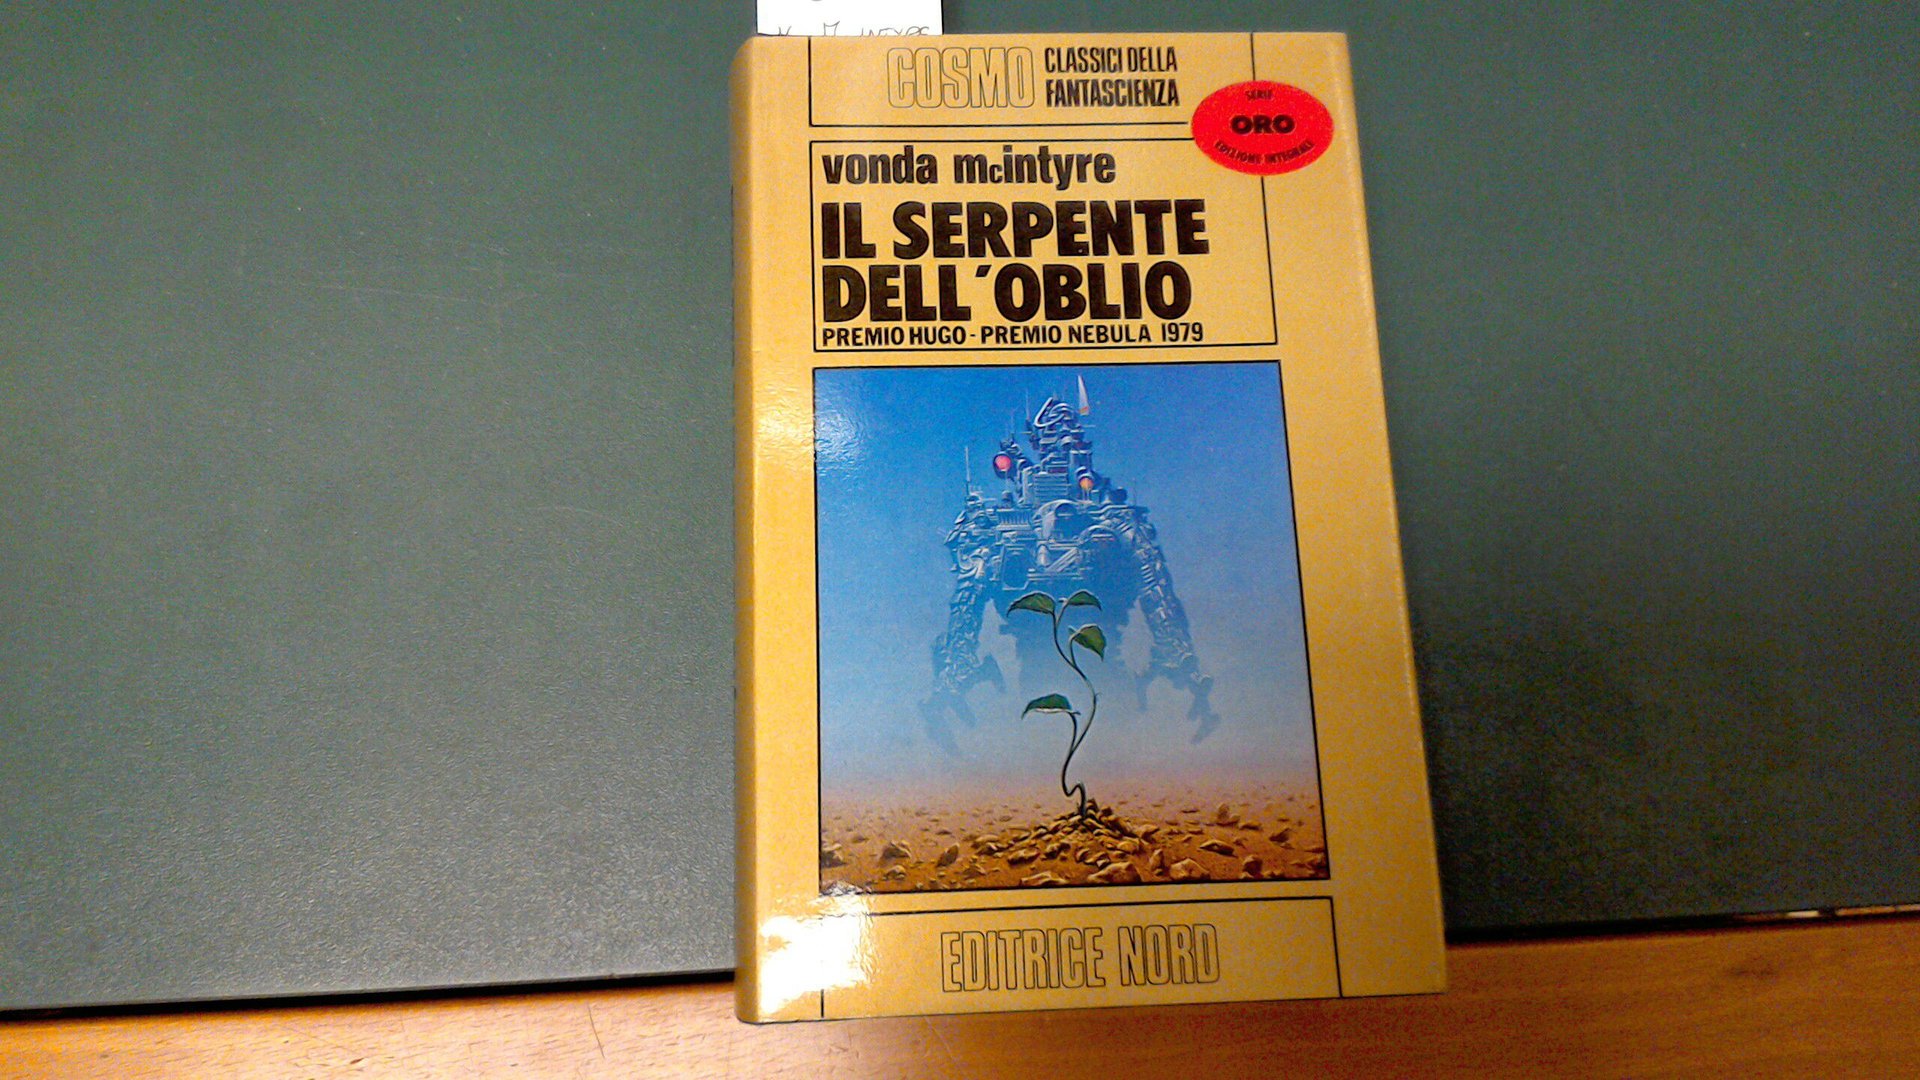 COSMO
CLASSICI DELLA
FANTASCIENZA
SERIE
ORO
EDIZIONE INTEGRALE
vonda mcintyre
IL SERPENTE
DELL'OBLIO
PREMIO HUGO - PREMIO NEBULA 1979
EDITRICE NORD